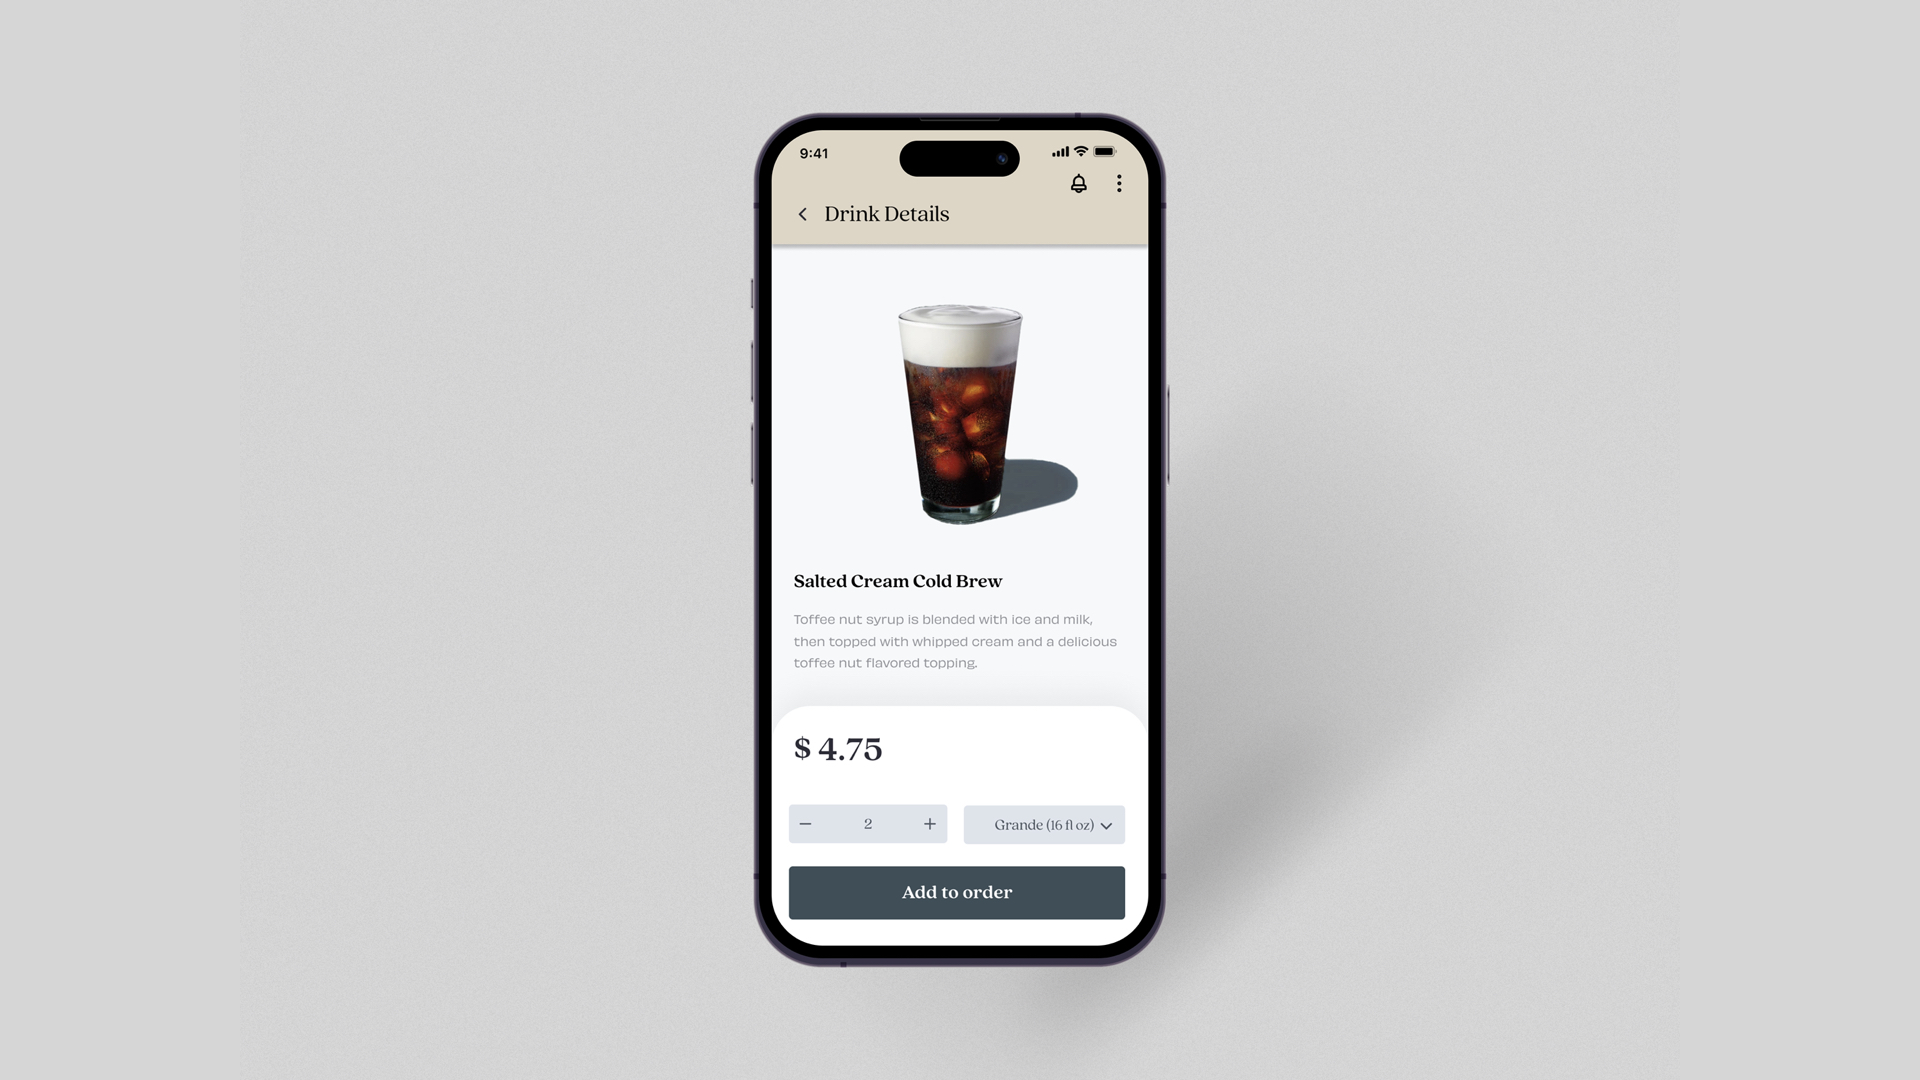 9:41
Drink Details
Salted Cream Cold Brew
Toffee nut syrup is blended with ice and milk,
then topped with whipped cream and a delicious
toffee nut flavored topping.
$ 4.75
2
Grande (16 fl oz)
Add to order